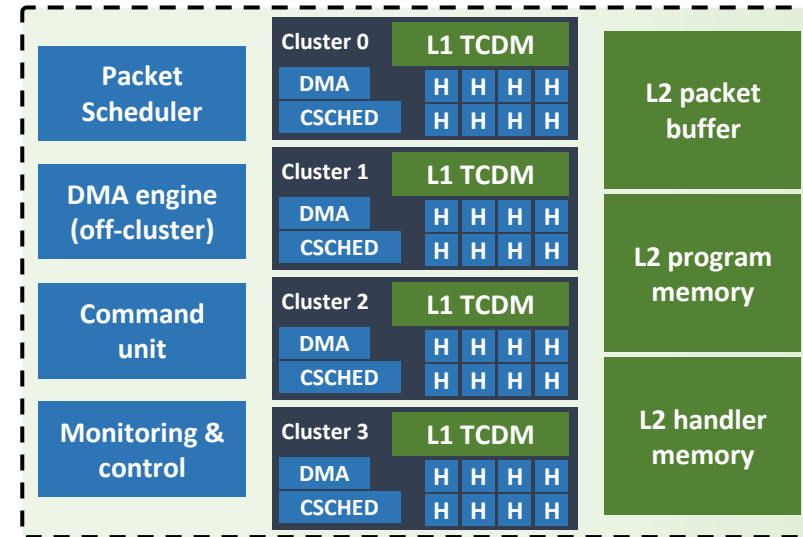 Packet
Scheduler
DMA engine
(off-cluster)
Command
unit
Monitoring &
control
Cluster 0
L1 TCDM
DMA
H H H H
CSCHED
H H H H
Cluster 1
L1 TCDM
DMA
H H H H
CSCHED
H H H H
Cluster 2
L1 TCDM
DMA
H H H H
CSCHED
H H H H
Cluster 3
L1 TCDM
DMA
H H H H
CSCHED
H H H H
L2 packet
buffer
L2 program
memory
L2 handler
memory